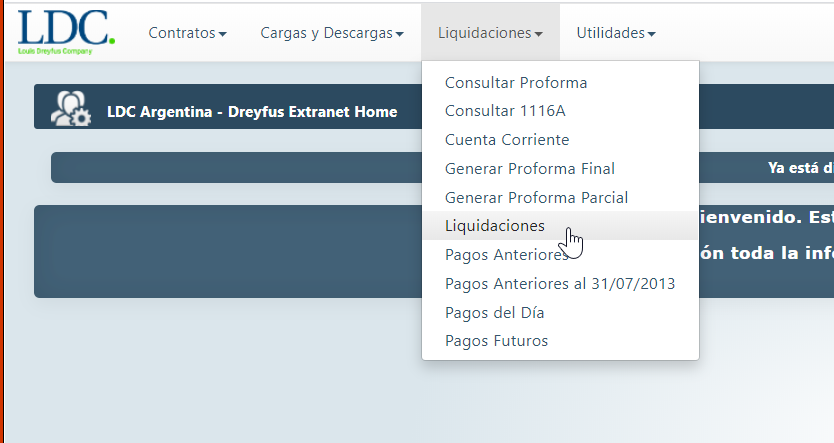 LDC.
Louis Dreyfus Company
Contratos
Cargas y Descargas
Liquidaciones
Utilidades
Consultar Proforma
Consultar 1116A
Cuenta Corriente
Generar Proforma Final
Generar Proforma Parcial
Liquidaciones
Pagos Anteriores
Pagos Anteriores al 31/07/2013
Pagos del Día
Pagos Futuros
LDC Argentina - Dreyfus Extranet Home
Ya está d
ienvenido. Est
ón toda la info